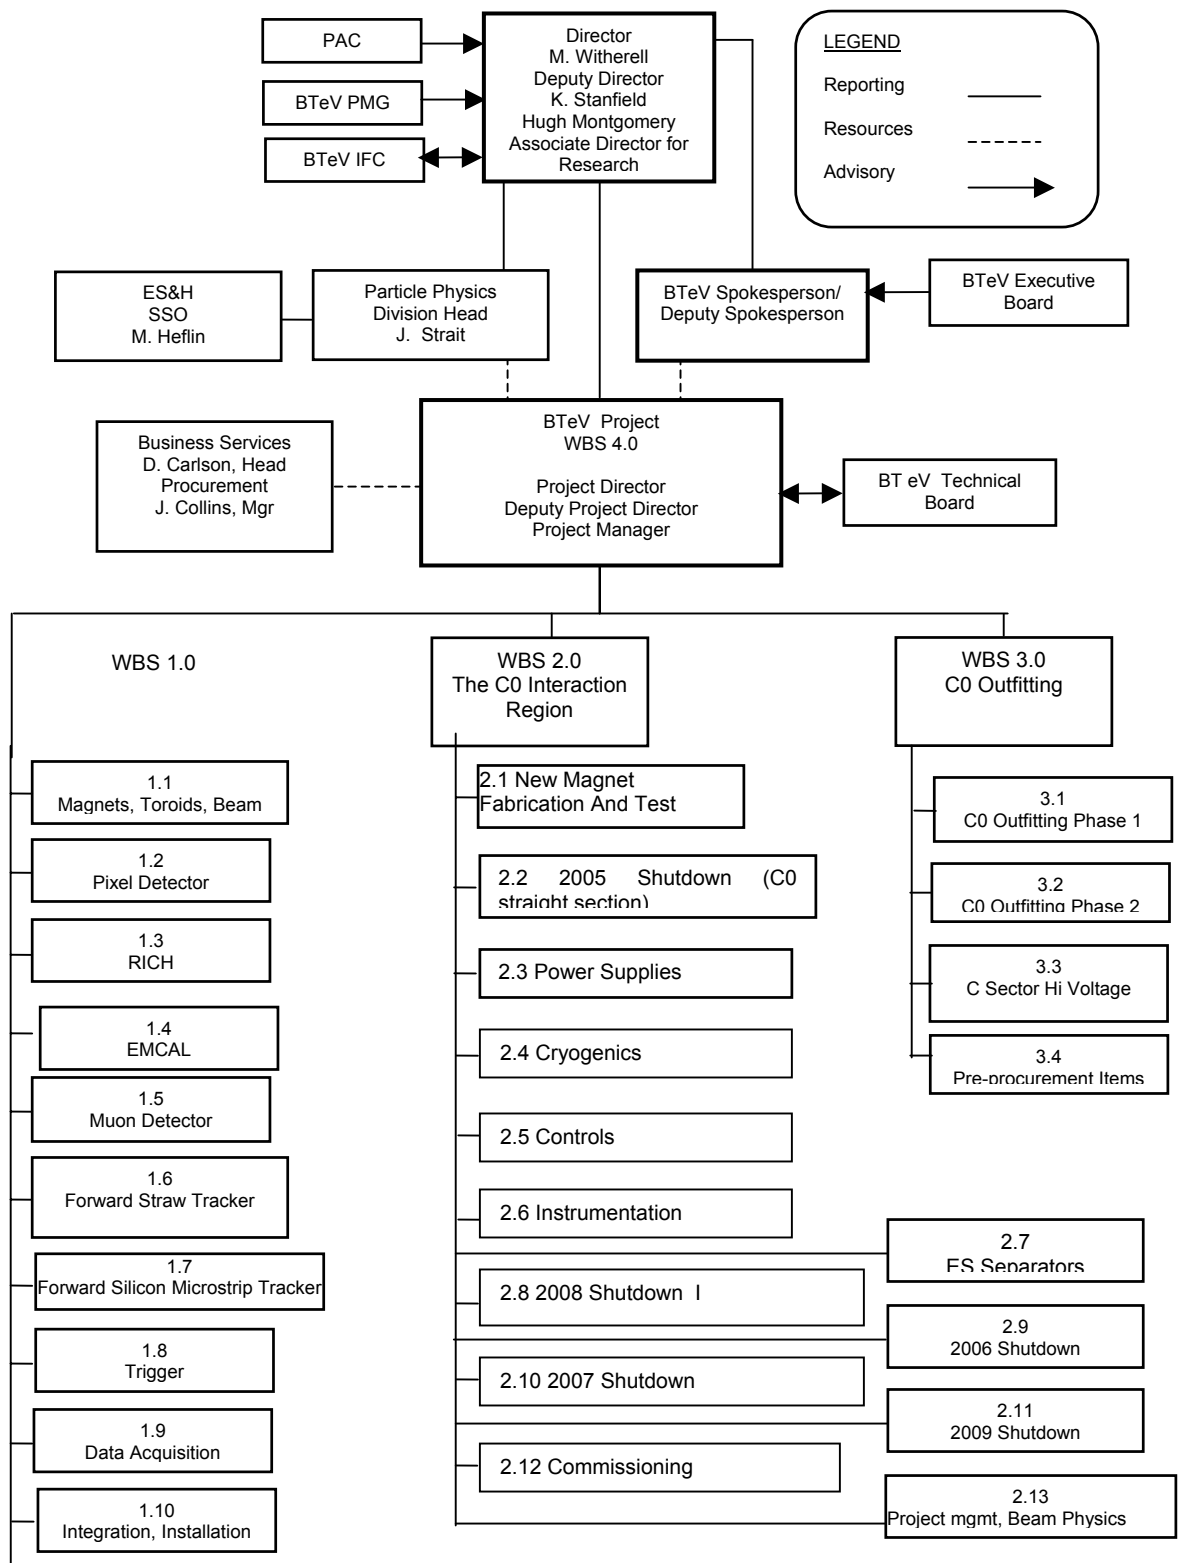 PAC
BTeV PMG
BTeV IFC
Director
M. Witherell
Deputy Director
K. Stanfield
Hugh Montgomery
Associate Director for
Research
LEGEND
Reporting
Resources
Advisory
ES&H
SSO
M. Heflin
Particle Physics
Division Head
J. Strait
BTeV Spokesperson/
Deputy Spokesperson
BTeV Executive
Board
Business Services
D. Carlson, Head
Procurement
J. Collins, Mgr
BTeV Project
WBS 4.0
Project Director
Deputy Project Director
Project Manager
BT eV Technical
Board
WBS 1.0
WBS 2.0
The C0 Interaction
Region
WBS 3.0
C0 Outfitting
1.1
Magnets, Toroids, Beam
1.2
Pixel Detector
1.3
RICH
1.4
EMCAL
1.5
Muon Detector
1.6
Forward Straw Tracker
1.7
Forward Silicon Microstrip Tracker
1.8
Trigger
1.9
Data Acquisition
1.10
Integration, Installation
2.1 New Magnet
Fabrication And Test
2.2 2005 Shutdown (C0
straight section)
2.3 Power Supplies
2.4 Cryogenics
2.5 Controls
2.6 Instrumentation
2.7
ES Separators
2.8 2008 Shutdown I
2.9
2006 Shutdown
2.10 2007 Shutdown
2.11
2009 Shutdown
2.12 Commissioning
2.13
Project mgmt, Beam Physics
3.1
C0 Outfitting Phase 1
3.2
C0 Outfitting Phase 2
3.3
C Sector Hi Voltage
3.4
Pre-procurement Items